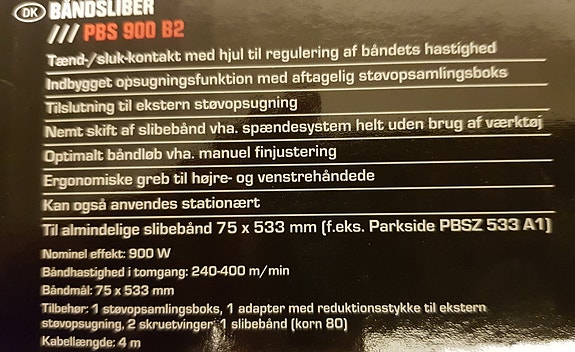 DK BÅNDSLIBER
/// PBS 900 B2
Tænd-/sluk-kontakt med hjul til regulering af båndets hastighed
Indbygget opsugningsfunktion med aftagelig støvopsamlingsboks
Tilslutning til ekstern støvopsugning
Nemt skift af slibebånd vha. spændesystem helt uden brug af værktøj
Optimalt båndløb vha. manuel finjustering
Ergonomiske greb til højre- og venstrehåndede
Kan også anvendes stationært
Til almindelige slibebånd 75 x 533 mm (f.eks. Parkside PBSZ 533 A1)
Nominel effekt: 900 W
Båndhastighed i tomgang: 240-400 m/min
Båndmål: 75 x 533 mm
Tilbehør: 1 støvopsamlingsboks, 1 adapter med reduktionsstykke til ekstern
støvopsugning, 2 skruetvinger, 1 slibebånd (korn 80)
Kabellængde: 4 m